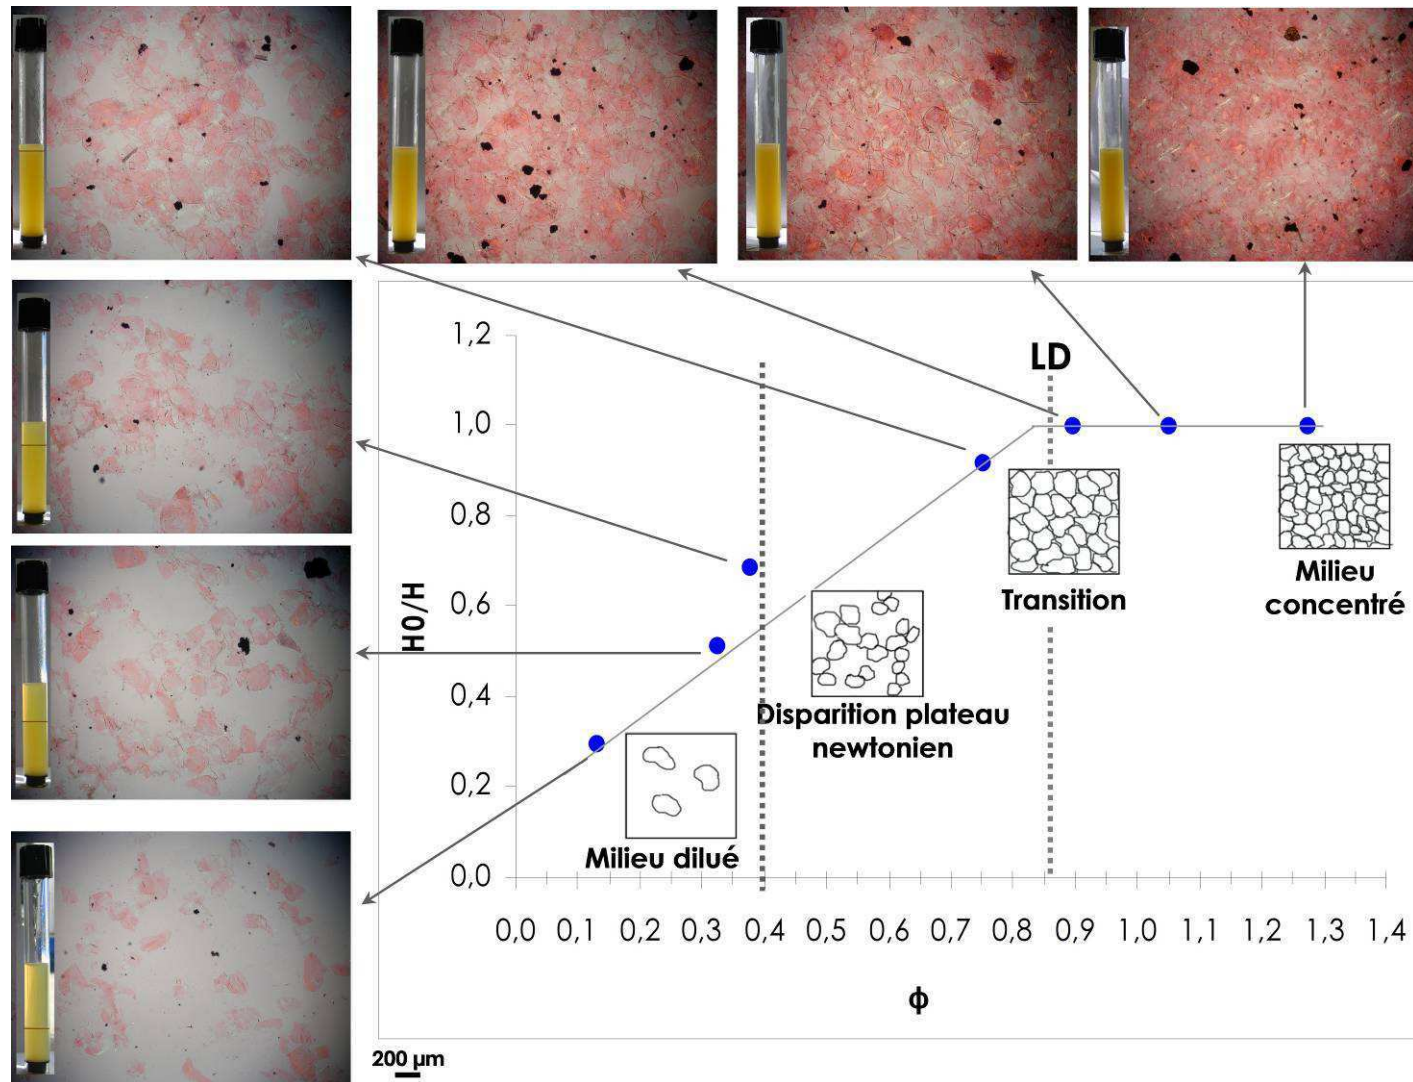 1,2
LD
1,0
0,8
0,6
H0/H
0,4
0,2
0,0
Transition
Milieu
concentré
Disparition plateau
newtonien
Milieu dilué
0,0 0,1 0,2 0,3 0,4 0,5 0,6 0,7 0,8 0,9 1,0 1,1 1,2 1,3 1,4
ϕ
200 µm